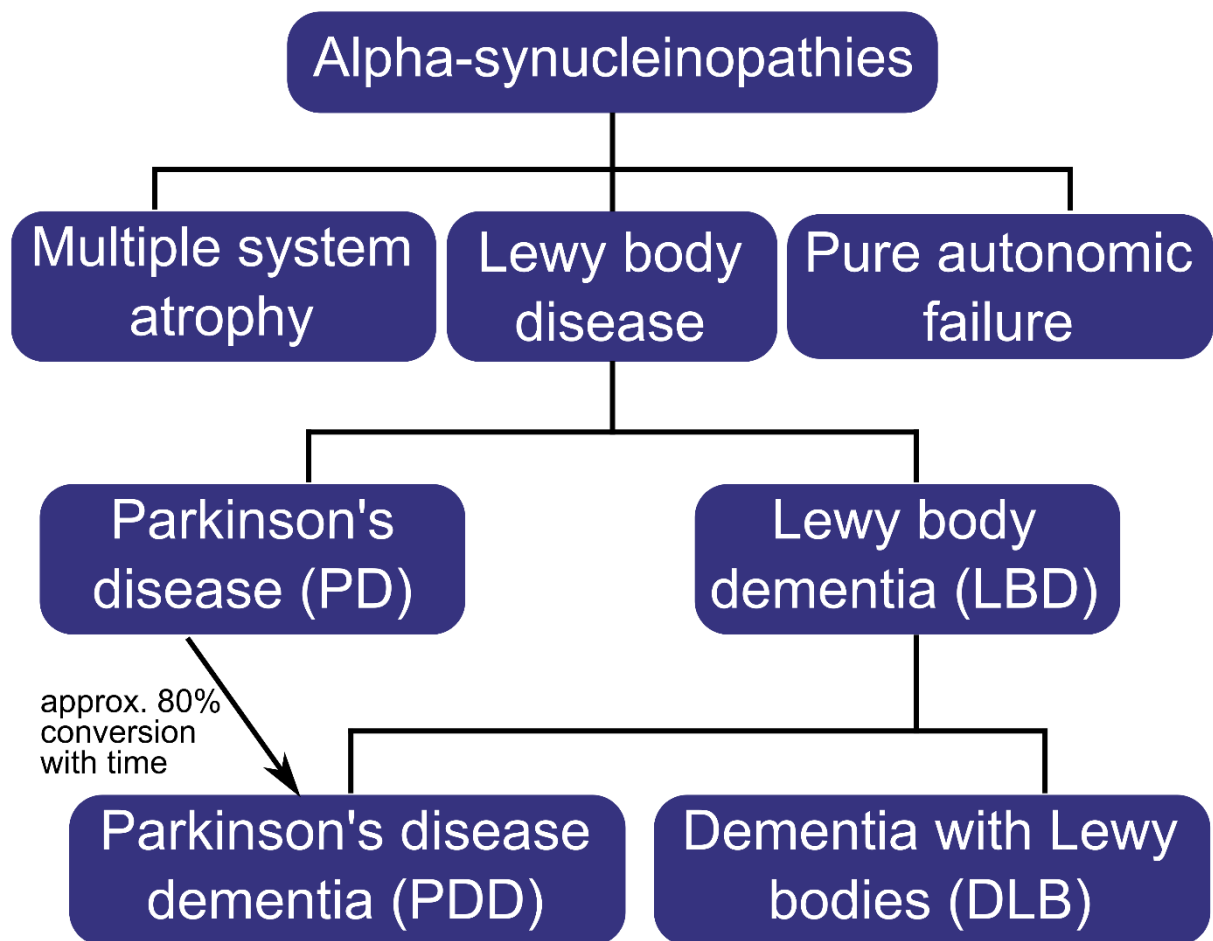 Alpha-synucleinopathies
Multiple system
atrophy
Lewy body
disease
Pure autonomic
failure
Parkinson's
disease (PD)
Lewy body
dementia (LBD)
approx. 80%
conversion
with time
Parkinson's disease
dementia (PDD)
Dementia with Lewy
bodies (DLB)